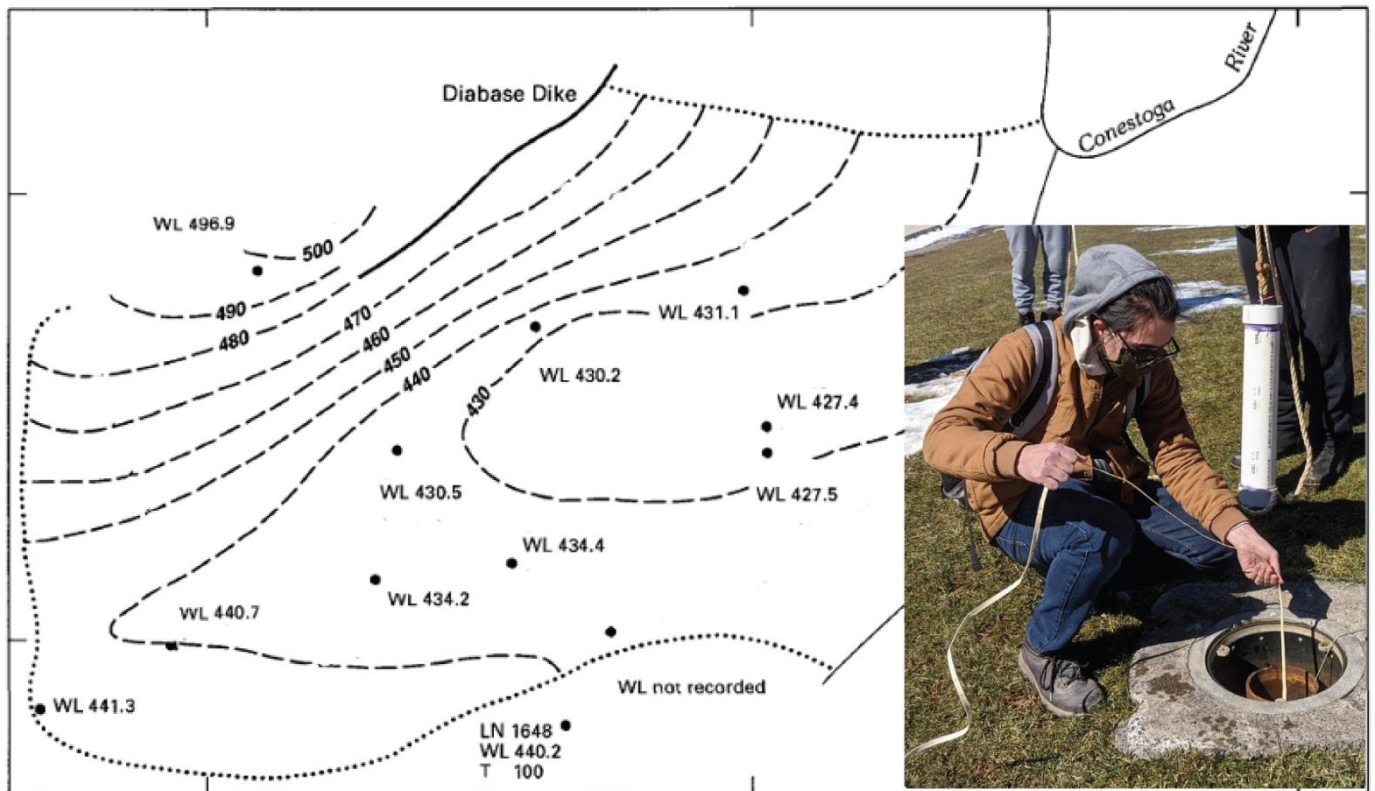 Diabase Dike
Conestoga
River
WL 496.9
500
490
480
470
460
450
440
430
WL 431.1
WL 430.2
WL 427.4
WL 427.5
WL 430.5
WL 434.4
WL 434.2
WL 440.7
WL 441.3
WL not recorded
LN 1648
WL 440.2
T 100